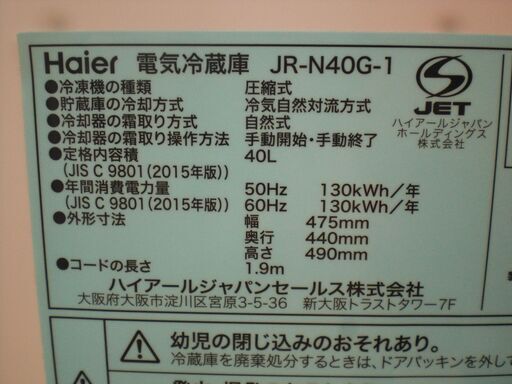 Haier 電気冷蔵庫 JR-N40G-1
●冷凍機の種類 圧縮式
●貯蔵庫の冷却方式 冷気自然対流方式
●冷却器の霜取り方式 自然式
●冷却器の霜取り操作方法 手動開始・手動終了
●定格内容積 40L
(JIS C 9801(2015年版))
●年間消費電力量 50Hz 130kWh/年
(JIS C 9801(2015年版)) 60Hz 130kWh/年
●外形寸法 幅 475mm
奥行 440mm
高さ 490mm
●コードの長さ 1.9m
JET
ハイアールジャパン
ホールディングス
株式会社
ハイアールジャパンセールス株式会社
大阪府大阪市淀川区宮原3-5-36 新大阪トラストタワー7F
幼児の閉じ込みのおそれあり。
冷蔵庫を廃棄処分するときは、ドアパッキンを外して